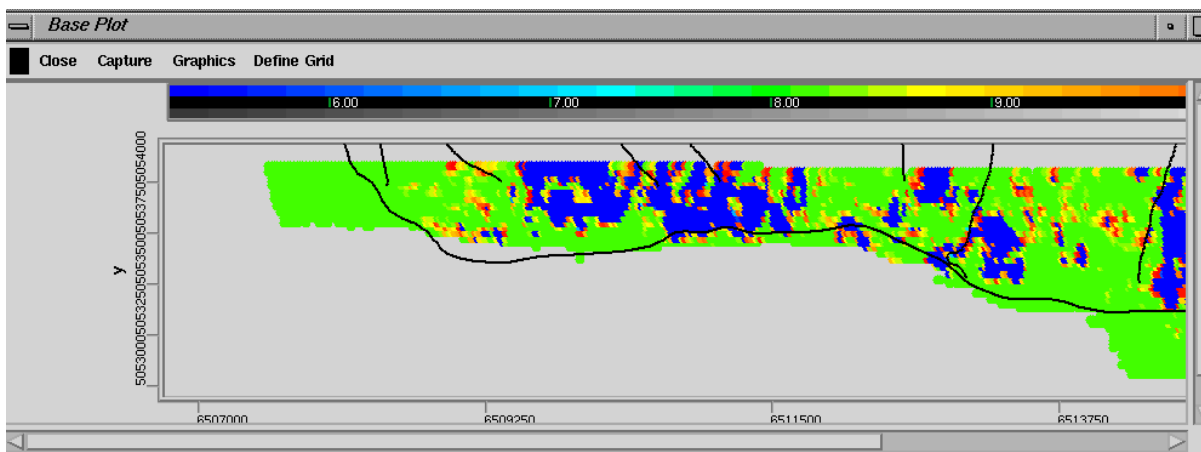 Base Plot
Close Capture Graphics Define Grid
6.00 7.00 8.00 9.00
y
5053000 5053250 5053500 5053750 5054000
6507000 6509250 6511500 6513750